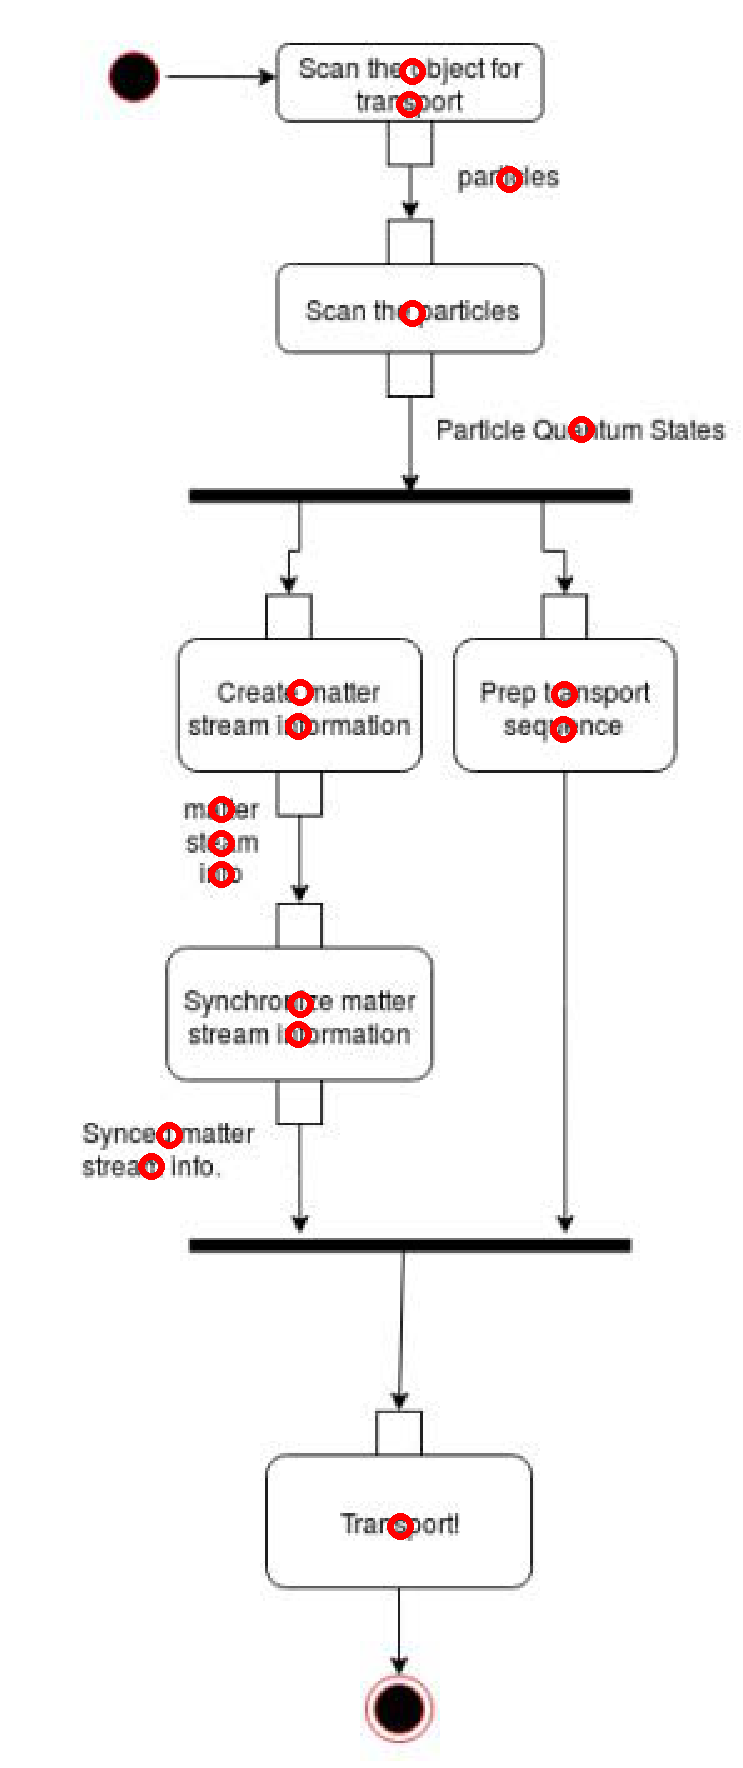 Scan the object for
transport
particles
Scan the particles
Particle Quantum States
Create matter
stream information
Prep transport
sequence
matter
steam
info
Synchronize matter
stream information
Synced matter
stream info.
Transport!